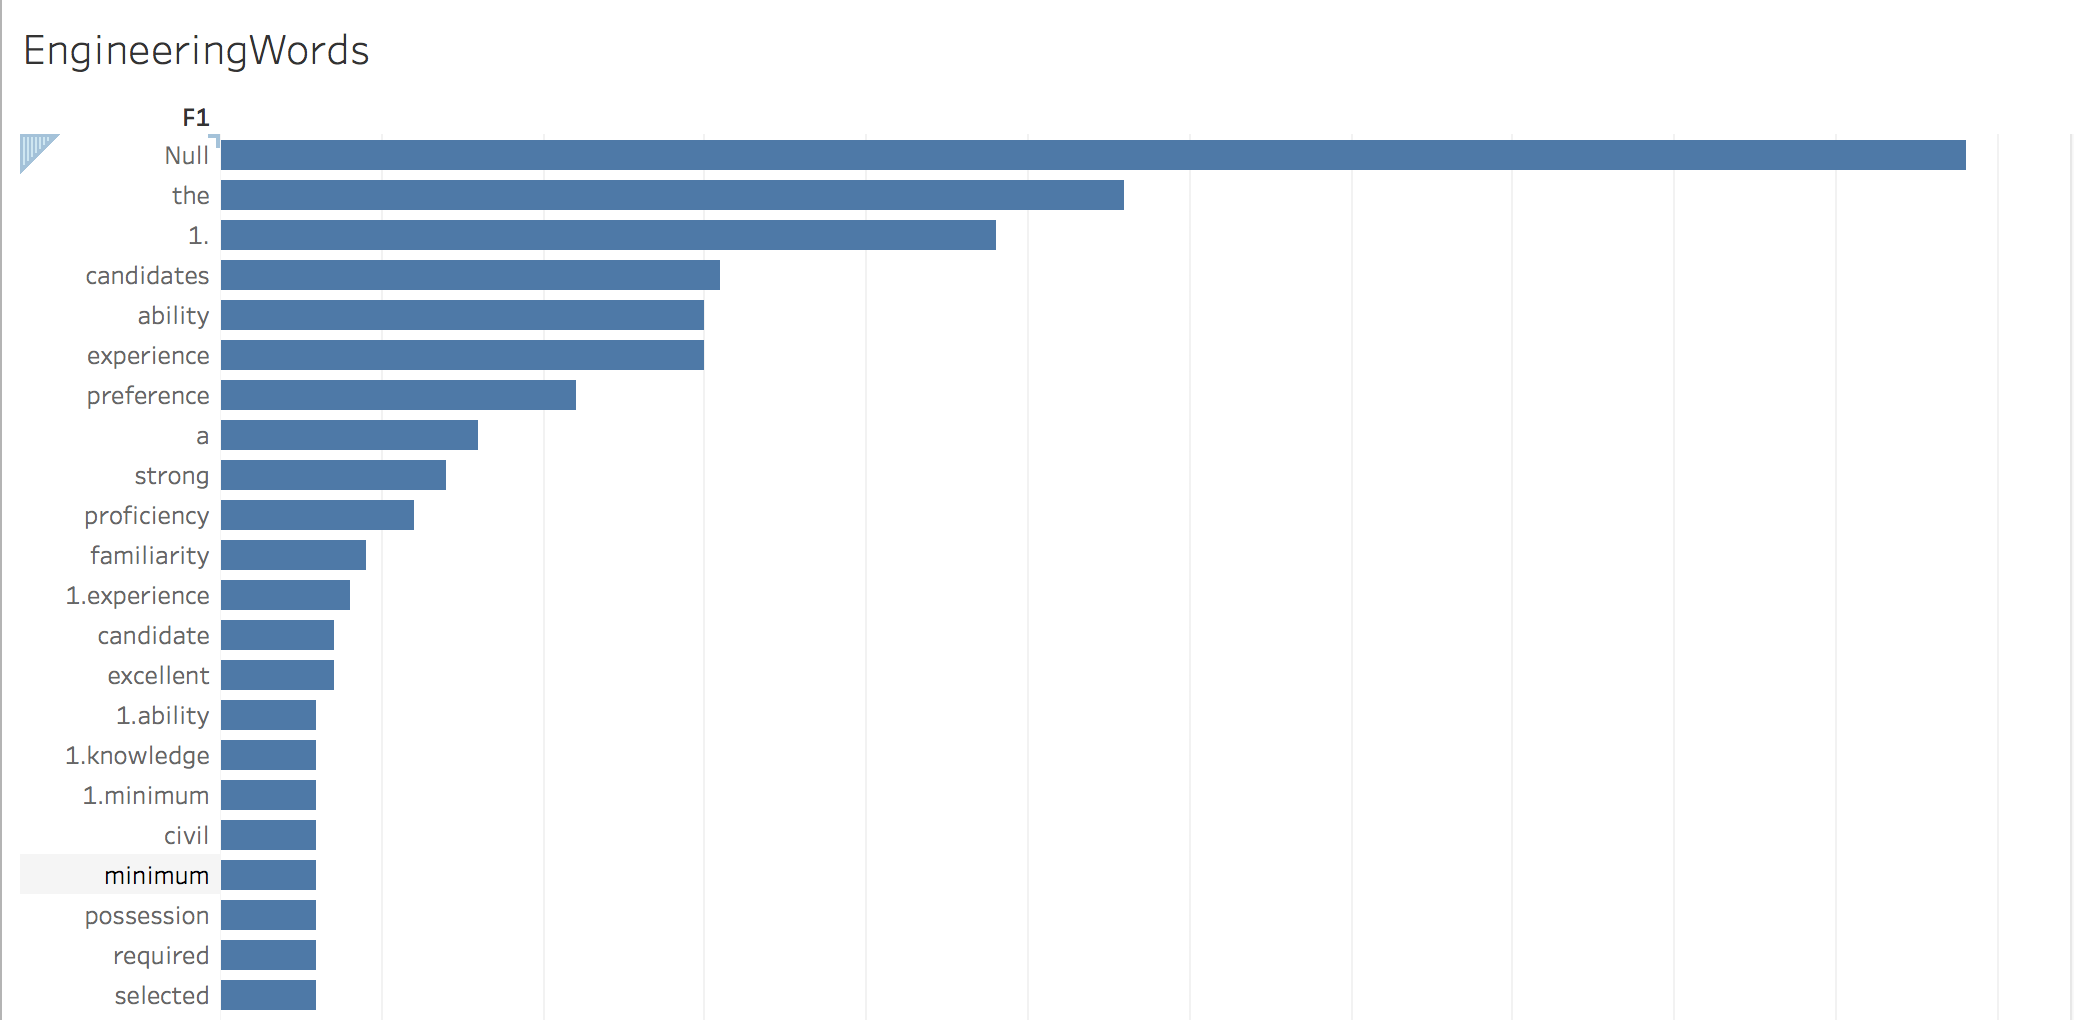 EngineeringWords
F1
Null
the
1.
candidates
ability
experience
preference
a
strong
proficiency
familiarity
1.experience
candidate
excellent
1.ability
1.knowledge
1.minimum
civil
minimum
possession
required
selected